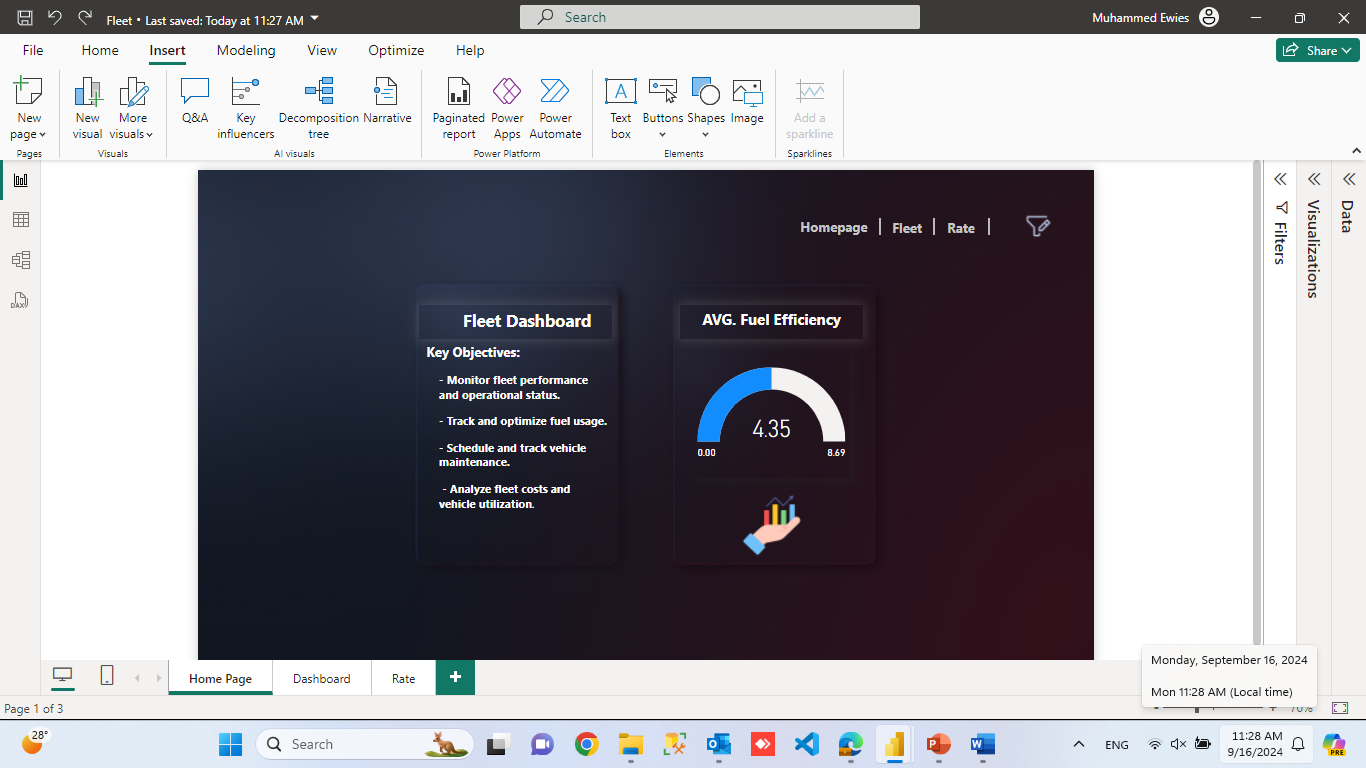 Fleet • Last saved: Today at 11:27 AM
Search
Muhammed Ewies
File
Home
Insert
Modeling
View
Optimize
Help
Share
New
page
Pages
New
visual
More
visuals
Visuals
Q&A
Key
influencers
Decomposition
tree
Narrative
AI visuals
Paginated
report
Power
Apps
Power
Automate
Power Platform
Text
box
Buttons
Shapes
Image
Elements
Add a
sparkline
Sparklines
DAX
Homepage
Fleet
Rate
Fleet Dashboard
Key Objectives:
- Monitor fleet performance
and operational status.
- Track and optimize fuel usage.
- Schedule and track vehicle
maintenance.
- Analyze fleet costs and
vehicle utilization.
AVG. Fuel Efficiency
4.35
0.00
8.69
Filters
Visualizations
Data
Home Page
Dashboard
Rate
Monday, September 16, 2024
Mon 11:28 AM (Local time)
Page 1 of 3
70%
28°
Search
ENG
11:28 AM
9/16/2024
PRE